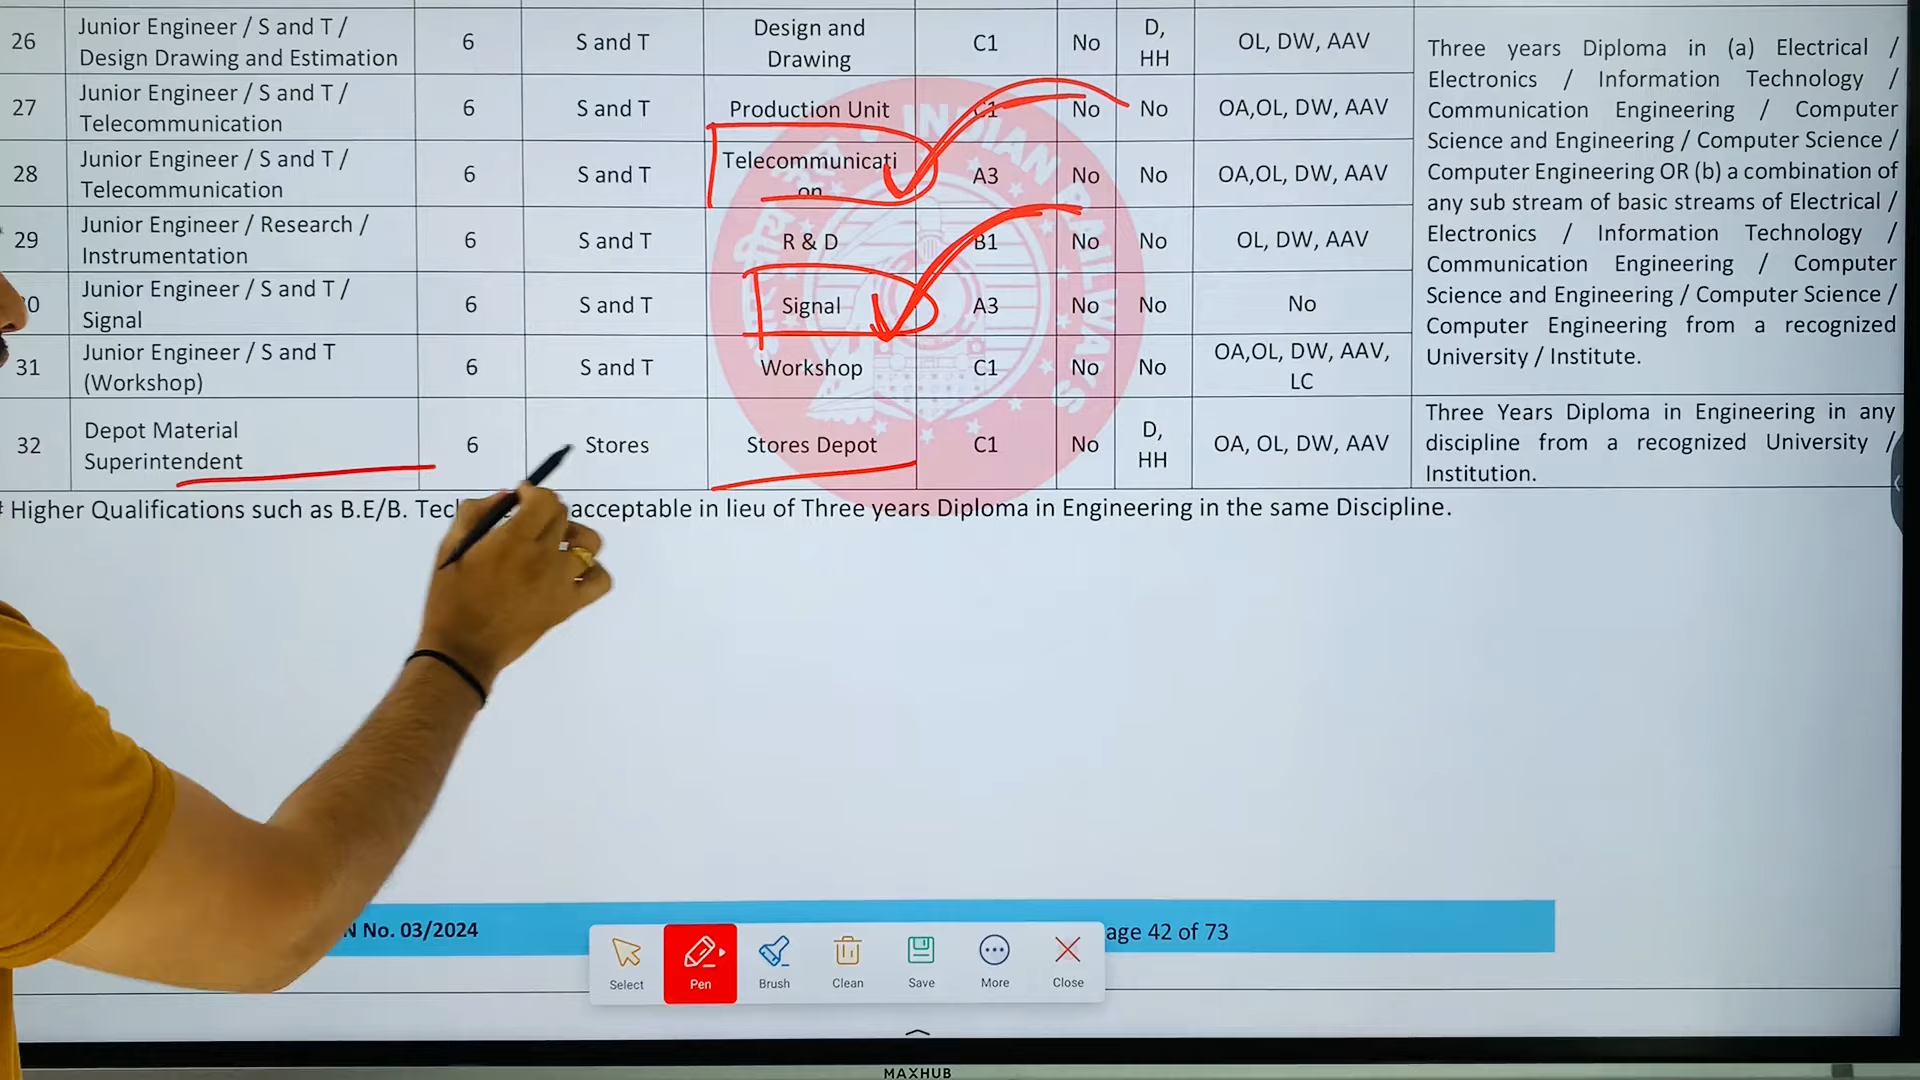 26 Junior Engineer / S and T / Design Drawing and Estimation 6 S and T Design and Drawing C1 No D, HH OL, DW, AAV
27 Junior Engineer / S and T / Telecommunication 6 S and T Production Unit C1 No No OA,OL, DW, AAV
28 Junior Engineer / S and T / Telecommunication 6 S and T Telecommunicati on A3 No No OA,OL, DW, AAV
29 Junior Engineer / Research / Instrumentation 6 S and T R & D B1 No No OL, DW, AAV
0 Junior Engineer / S and T / Signal 6 S and T Signal A3 No No No
31 Junior Engineer / S and T (Workshop) 6 S and T Workshop C1 No No OA,OL, DW, AAV, LC
Three years Diploma in (a) Electrical /
Electronics / Information Technology /
Communication Engineering / Computer
Science and Engineering / Computer Science /
Computer Engineering OR (b) a combination of
any sub stream of basic streams of Electrical /
Electronics / Information Technology /
Communication Engineering / Computer
Science and Engineering / Computer Science /
Computer Engineering from a recognized
University / Institute.
32 Depot Material Superintendent 6 Stores Stores Depot C1 No D, HH OA, OL, DW, AAV
Three Years Diploma in Engineering in any
discipline from a recognized University /
Institution.
Higher Qualifications such as B.E/B. Tec acceptable in lieu of Three years Diploma in Engineering in the same Discipline.
INDIAN RAILWAYS
N No. 03/2024 age 42 of 73
Select Pen Brush Clean Save More Close
MAXHUB